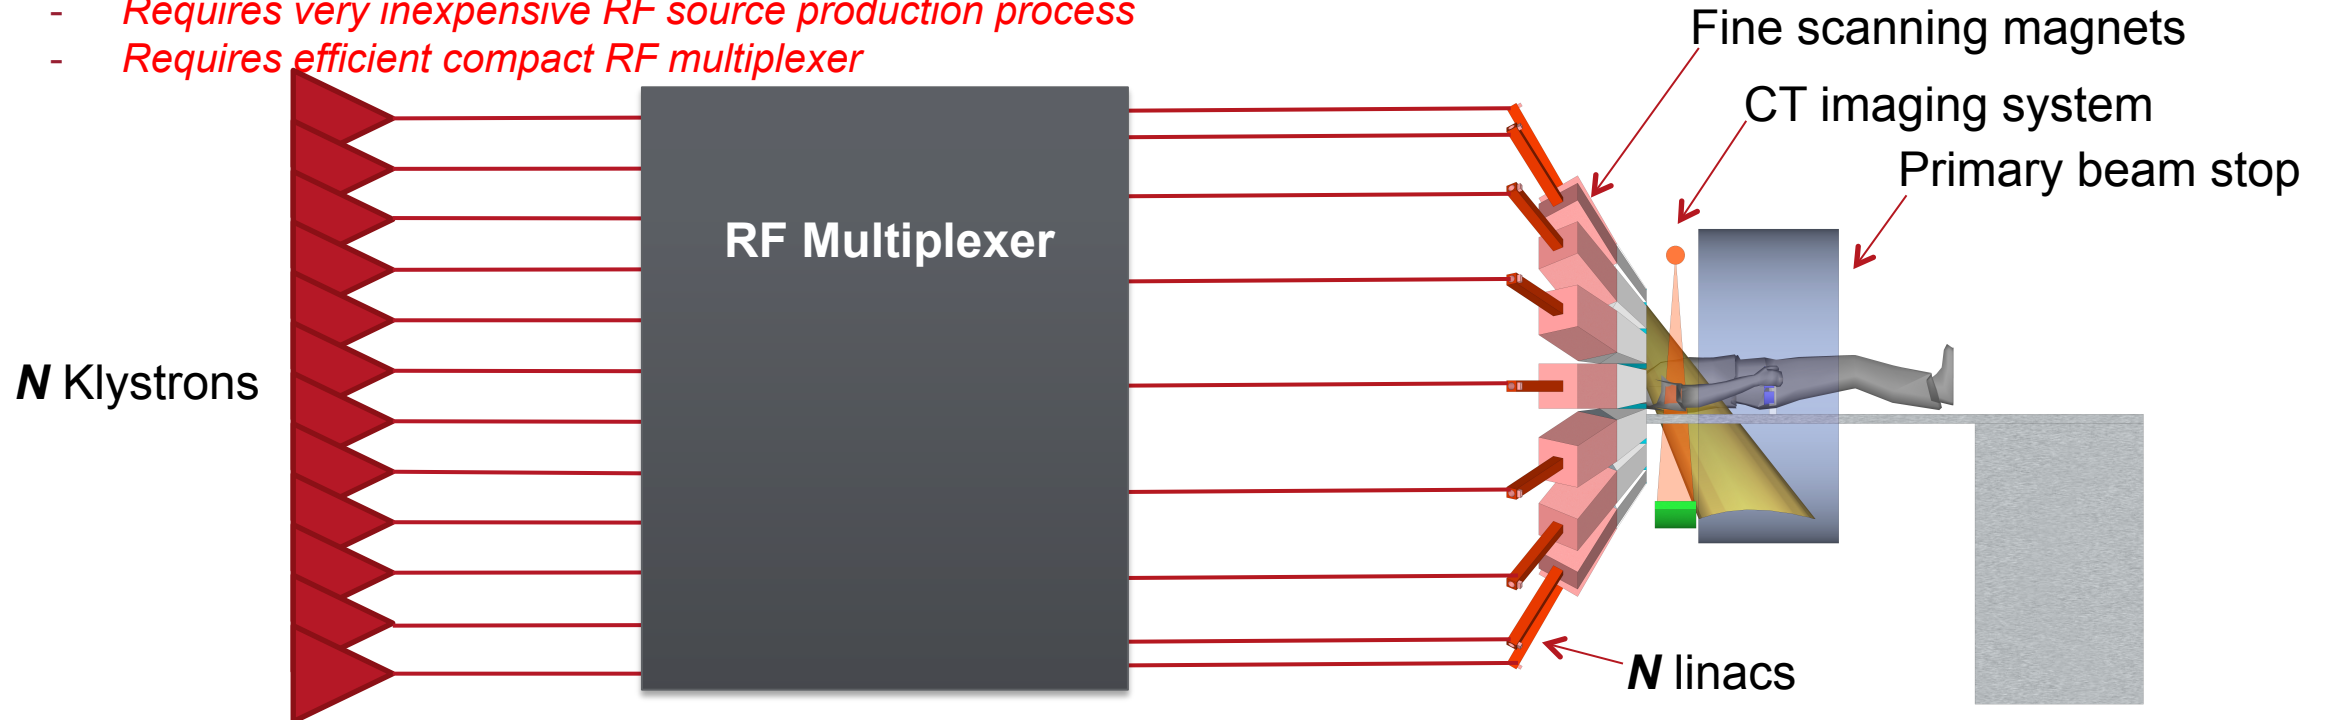 - Requires very inexpensive RF source production process
- Requires efficient compact RF multiplexer
Fine scanning magnets
CT imaging system
Primary beam stop
RF Multiplexer
N Klystrons
N linacs